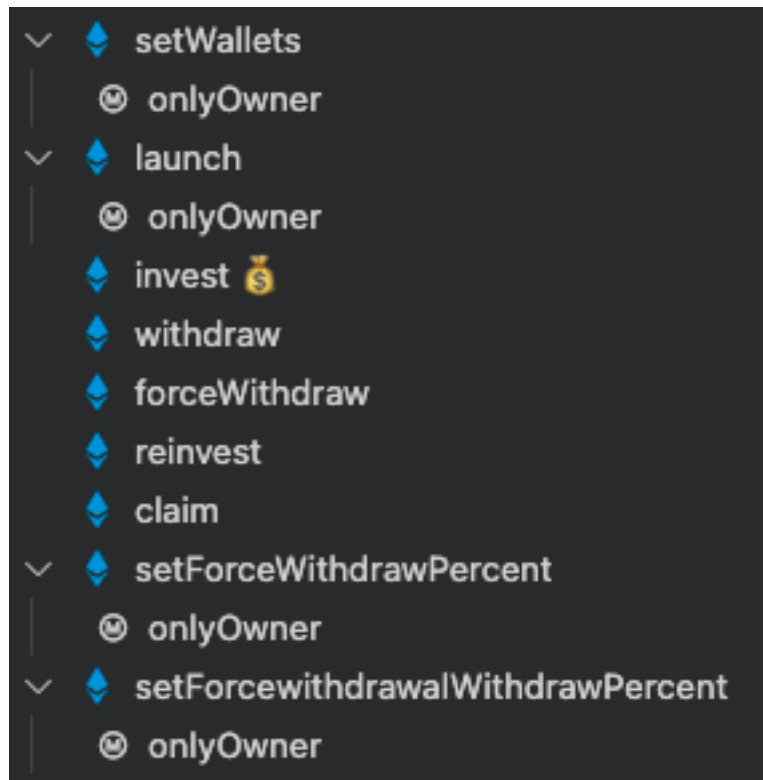 setWallets
onlyOwner
launch
onlyOwner
invest 💰
withdraw
forceWithdraw
reinvest
claim
setForceWithdrawPercent
onlyOwner
setForcewithdrawalWithdrawPercent
onlyOwner